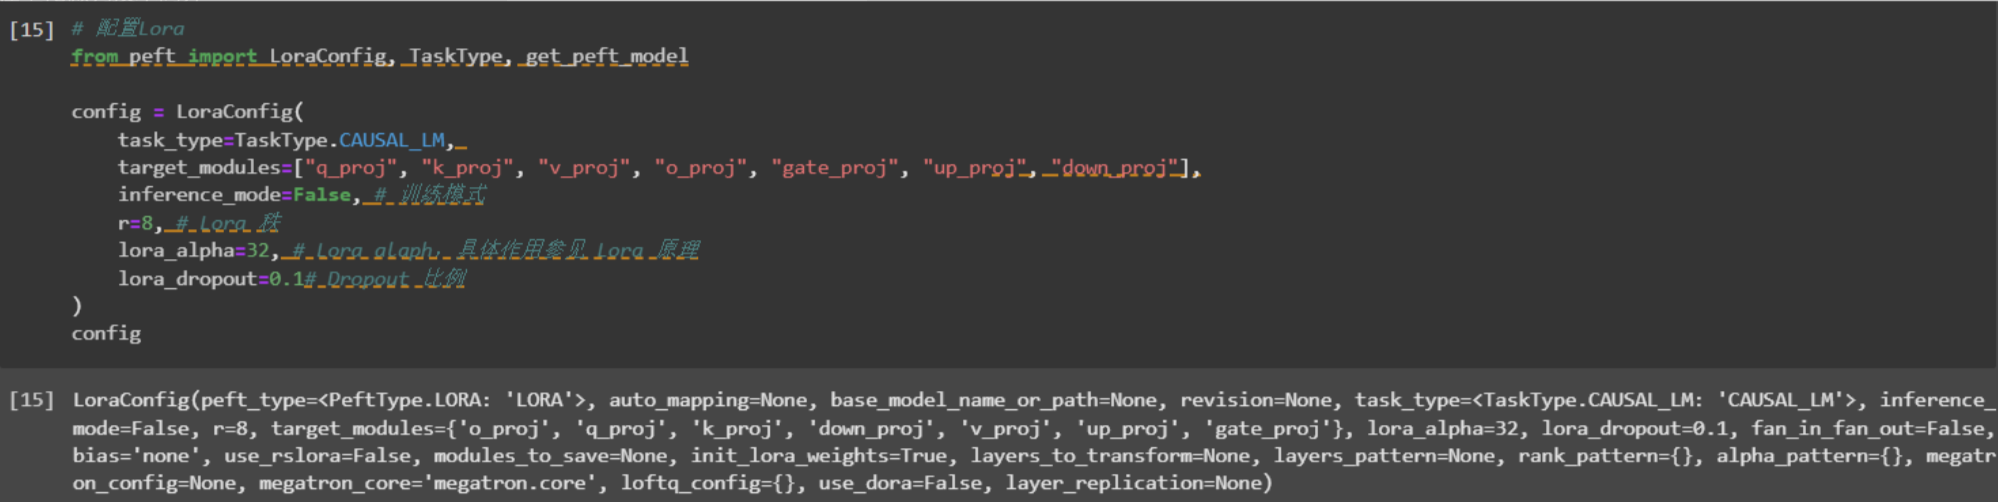 [15] # 配置Lora
from peft import LoraConfig, TaskType, get_peft_model
config = LoraConfig(
task_type=TaskType.CAUSAL_LM,
target_modules=["q_proj", "k_proj", "v_proj", "o_proj", "gate_proj", "up_proj", "down_proj"],
inference_mode=False, # 训练模式
r=8, # Lora 秩
lora_alpha=32, # Lora alaph，具体作用参见 Lora 原理
lora_dropout=0.1# Dropout 比例
)
config
[15] LoraConfig(peft_type=<PeftType.LORA: 'LORA'>, auto_mapping=None, base_model_name_or_path=None, revision=None, task_type=<TaskType.CAUSAL_LM: 'CAUSAL_LM'>, inference_
mode=False, r=8, target_modules={'o_proj', 'q_proj', 'k_proj', 'down_proj', 'v_proj', 'up_proj', 'gate_proj'}, lora_alpha=32, lora_dropout=0.1, fan_in_fan_out=False,
bias='none', use_rslora=False, modules_to_save=None, init_lora_weights=True, layers_to_transform=None, layers_pattern=None, rank_pattern={}, alpha_pattern={}, megatr
on_config=None, megatron_core='megatron.core', loftq_config={}, use_dora=False, layer_replication=None)